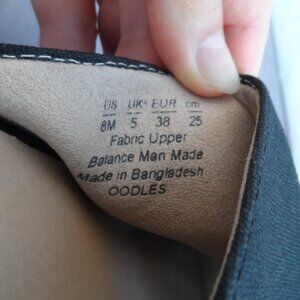 US UK EUR cm
8M 5 38 25
Fabric Upper
Balance Man Made
Made in Bangladesh
OODLES